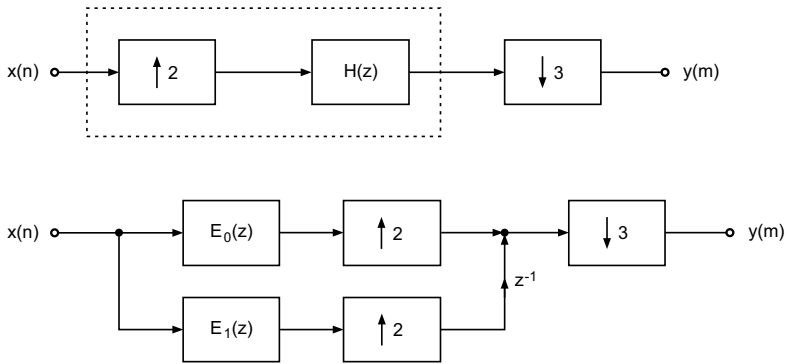 x(n) ↑ 2 H(z) ↓ 3 y(m)
x(n) E₀(z) ↑ 2 ↓ 3 y(m)
z⁻¹
E₁(z) ↑ 2